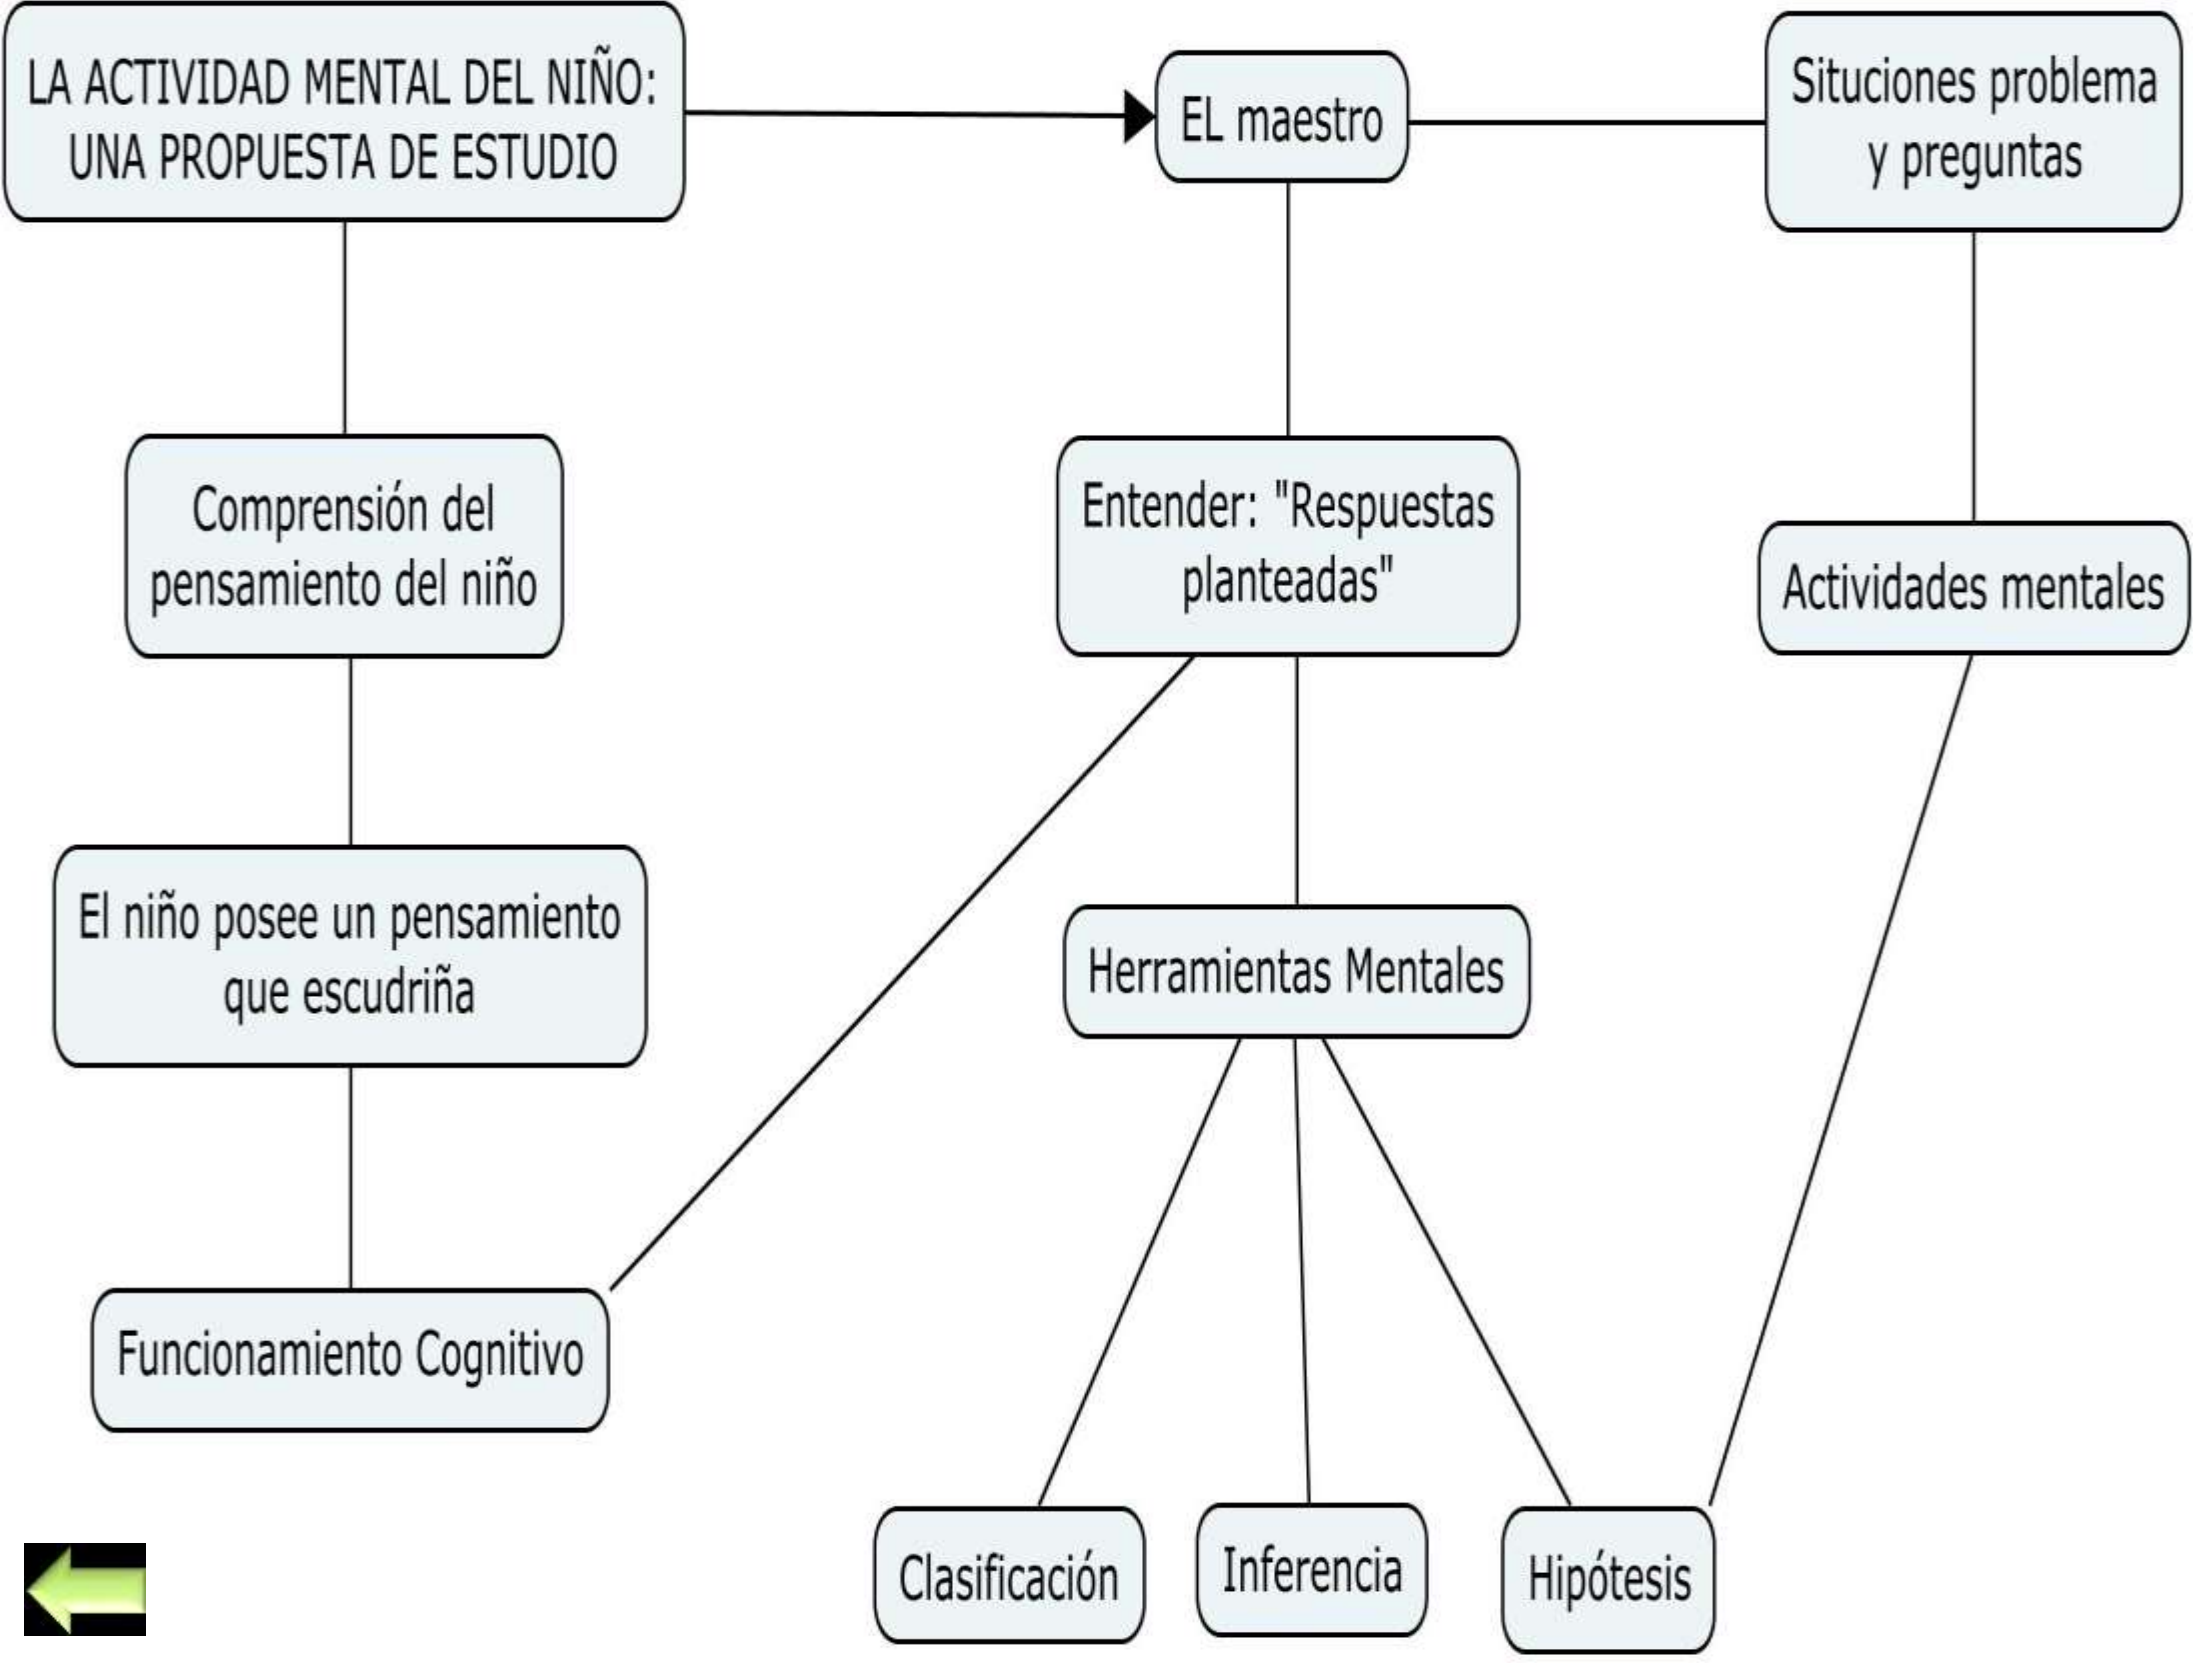 LA ACTIVIDAD MENTAL DEL NIÑO:
UNA PROPUESTA DE ESTUDIO
EL maestro
Situciones problema
y preguntas
Comprensión del
pensamiento del niño
Entender: "Respuestas
planteadas"
Actividades mentales
El niño posee un pensamiento
que escudriña
Herramientas Mentales
Funcionamiento Cognitivo
Clasificación
Inferencia
Hipótesis